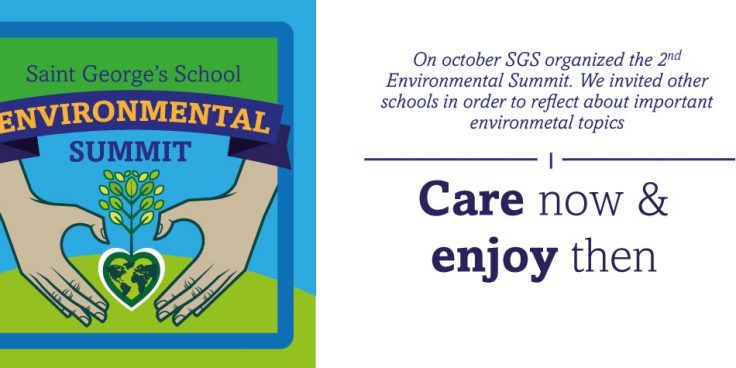 Saint George's School
ENVIRONMENTAL
SUMMIT
On october SGS organized the 2nd
Environmental Summit. We invited other
schools in order to reflect about important
environmetal topics
Care now &
enjoy then